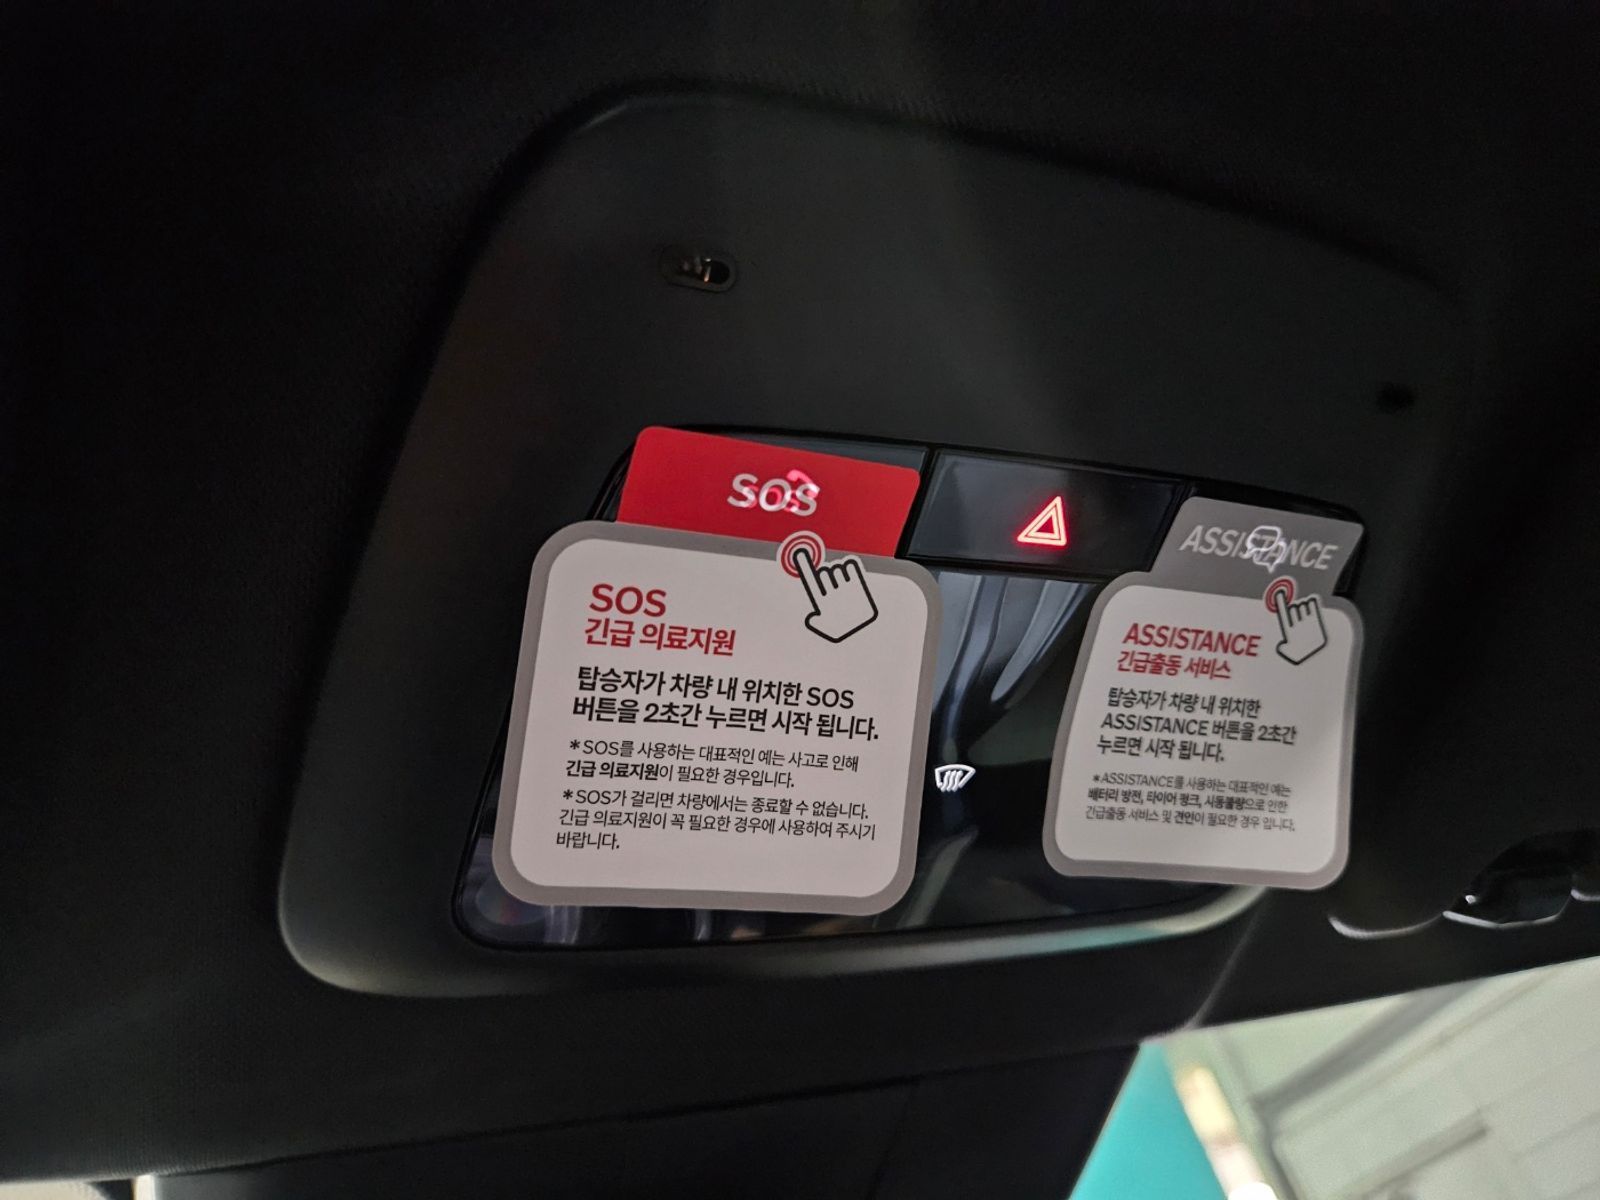 SOS
SOS
긴급 의료지원
탑승자가 차량 내 위치한 SOS
버튼을 2초간 누르면 시작 됩니다.
*SOS를 사용하는 대표적인 예는 사고로 인해
긴급 의료지원이 필요한 경우입니다.
*SOS가 걸리면 차량에서는 종료할 수 없습니다.
긴급 의료지원이 꼭 필요한 경우에 사용하여 주시기
바랍니다.
ASSISTANCE
ASSISTANCE
긴급출동 서비스
탑승자가 차량 내 위치한
ASSISTANCE 버튼을 2초간
누르면 시작 됩니다.
*ASSISTANCE를 사용하는 대표적인 예는
배터리 방전, 타이어 펑크, 시동불량으로 인한
긴급출동 서비스 및 견인이 필요한 경우 입니다.